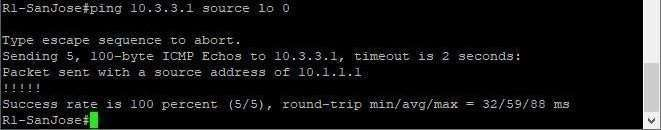 R1-SanJose#ping 10.3.3.1 source lo 0
Type escape sequence to abort.
Sending 5, 100-byte ICMP Echos to 10.3.3.1, timeout is 2 seconds:
Packet sent with a source address of 10.1.1.1
!!!!!
Success rate is 100 percent (5/5), round-trip min/avg/max = 32/59/88 ms
R1-SanJose#